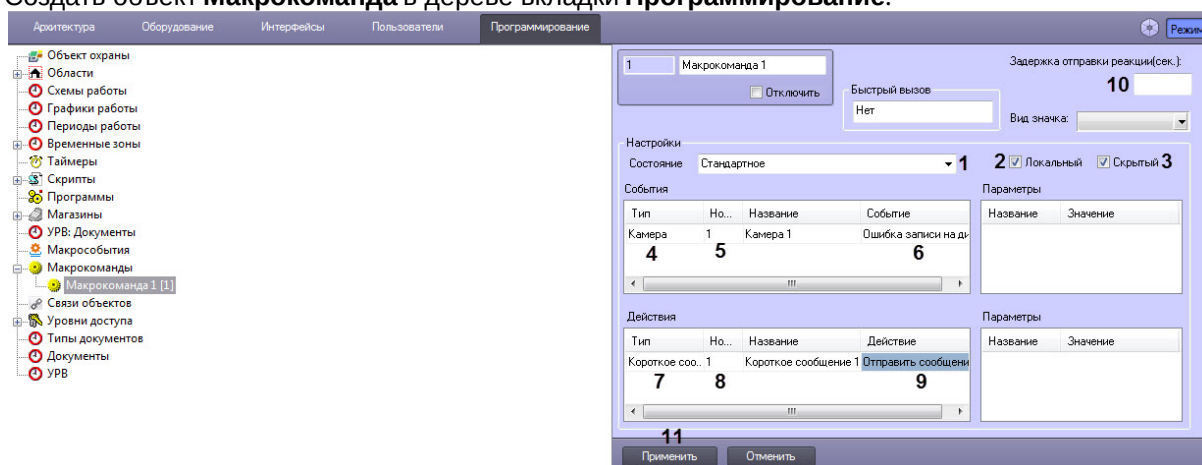 Создать объект Макрокоманда в дереве вкладки Программирование.
Архитектура Оборудование Интерфейсы Пользователи Программирование
Режим
Объект охраны
Области
Схемы работы
Графики работы
Периоды работы
Временные зоны
Таймеры
Скрипты
Программы
Магазины
УРВ: Документы
Макрособытия
Макрокоманды
Макрокоманда 1 [1]
Связи объектов
Уровни доступа
Типы документов
Документы
УРВ
1 Макрокоманда 1
Отключить
Быстрый вызов
Нет
Задержка отправки реакции(сек.):
10
Вид значка:
Настройки
Состояние Стандартное 1 2 Локальный Скрытый 3
События
Тип Но... Название Событие
Камера 1 Камера 1 Ошибка записи на ди
4 5 6
Параметры
Название Значение
Действия
Тип Но... Название Действие
Короткое соо.. 1 Короткое сообщение 1 Отправить сообщени
7 8 9
Параметры
Название Значение
11
Применить Отменить